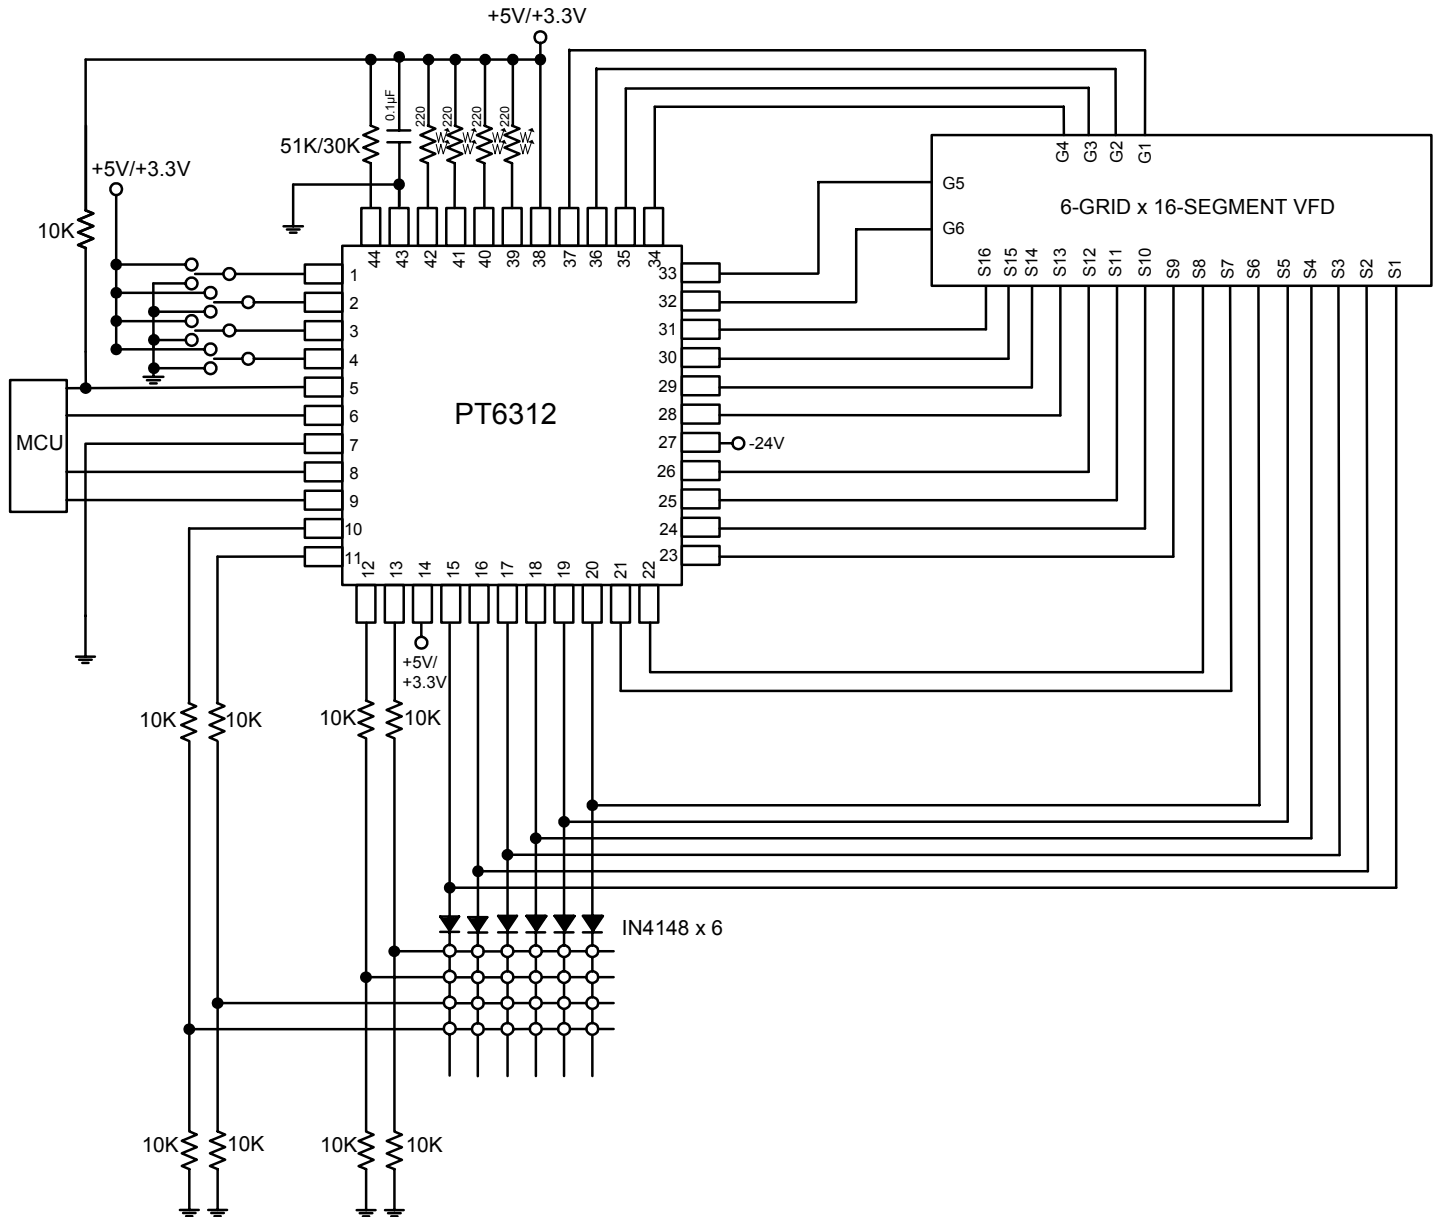 +5V/+3.3V
0.1μF
220
220
220
220
51K/30K
+5V/+3.3V
10K
G4
G3
G2
G1
G5
G6
6-GRID x 16-SEGMENT VFD
S16
S15
S14
S13
S12
S11
S10
S9
S8
S7
S6
S5
S4
S3
S2
S1
44
43
42
41
40
39
38
37
36
35
34
1
2
3
4
5
6
7
8
9
10
11
PT6312
33
32
31
30
29
28
27
26
25
24
23
-24V
MCU
12
13
14
15
16
17
18
19
20
21
22
+5V/
+3.3V
10K
10K
10K
10K
IN4148 x 6
10K
10K
10K
10K